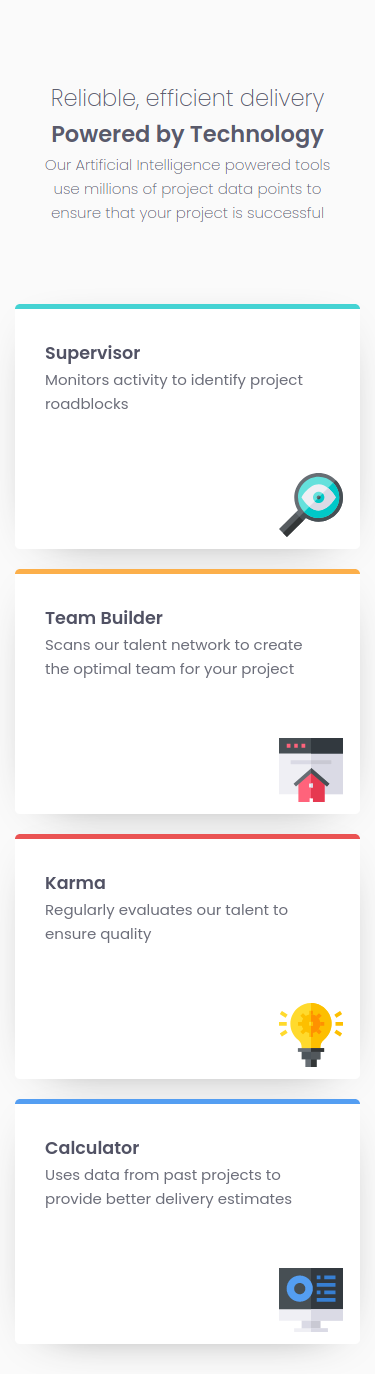 Reliable, efficient delivery
Powered by Technology
Our Artificial Intelligence powered tools
use millions of project data points to
ensure that your project is successful
Supervisor
Monitors activity to identify project
roadblocks
Team Builder
Scans our talent network to create
the optimal team for your project
Karma
Regularly evaluates our talent to
ensure quality
Calculator
Uses data from past projects to
provide better delivery estimates